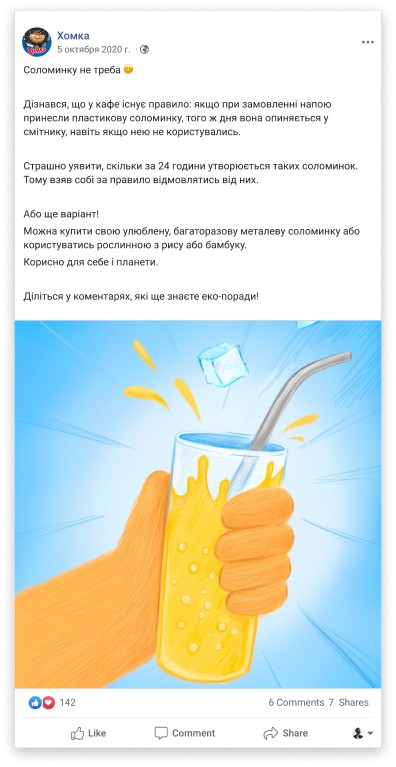 Хомка
5 октября 2020 г. ·
Соломинку не треба 😊
Дізнався, що у кафе існує правило: якщо при замовленні напою
принесли пластикову соломинку, того ж дня вона опиняється у
смітнику, навіть якщо нею не користувались.
Страшно уявити, скільки за 24 години утворюється таких соломинок.
Тому взяв собі за правило відмовлятись від них.
Або ще варіант!
Можна купити свою улюблену, багаторазову металеву соломинку або
користуватись рослинною з рису або бамбуку.
Корисно для себе і планети.
Діліться у коментарях, які ще знаєте еко-поради!
142
6 Comments 7 Shares
Like
Comment
Share